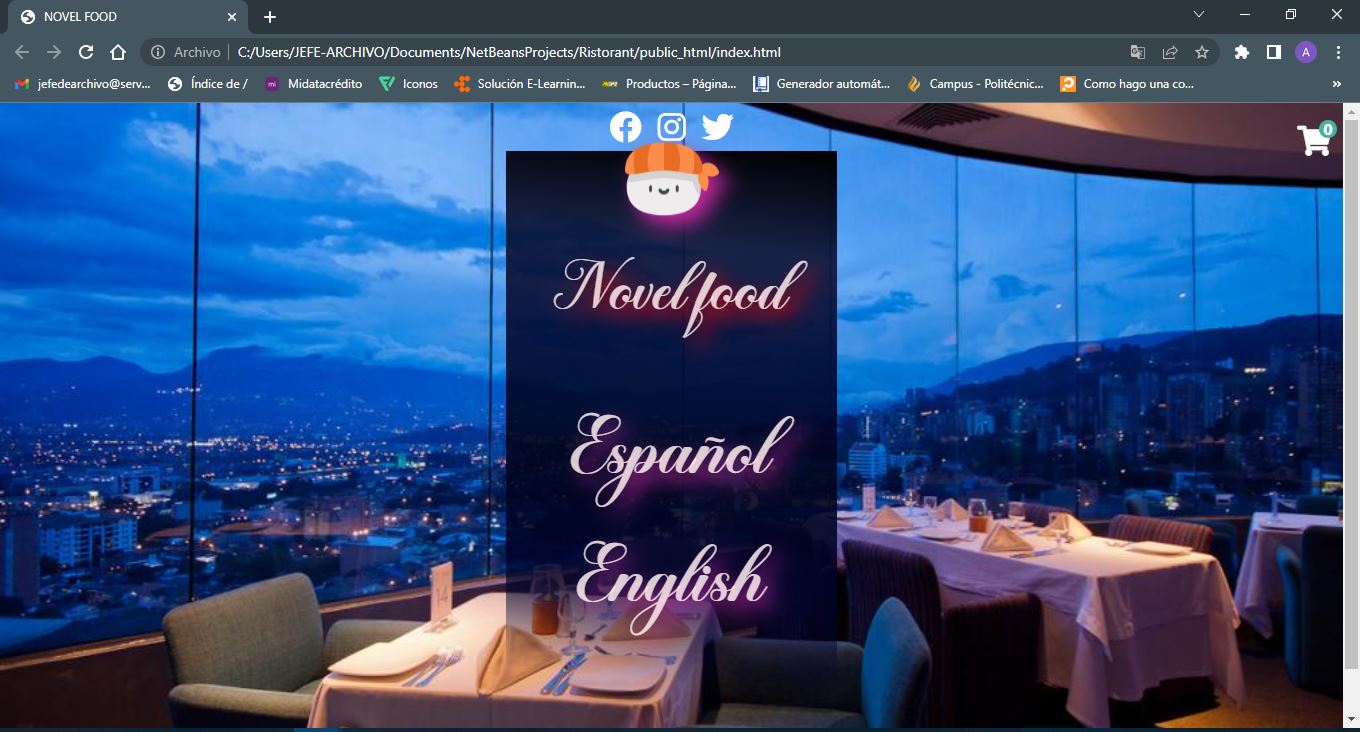 NOVEL FOOD
Archivo | C:/Users/JEFE-ARCHIVO/Documents/NetBeansProjects/Ristorant/public_html/index.html
A
jefedearchivo@serv... Índice de / mi Midatacrédito Iconos Solución E-Learnin... Productos – Página... Generador automát... Campus - Politécnic... Como hago una co... »
0
Novel food
Español
English
14